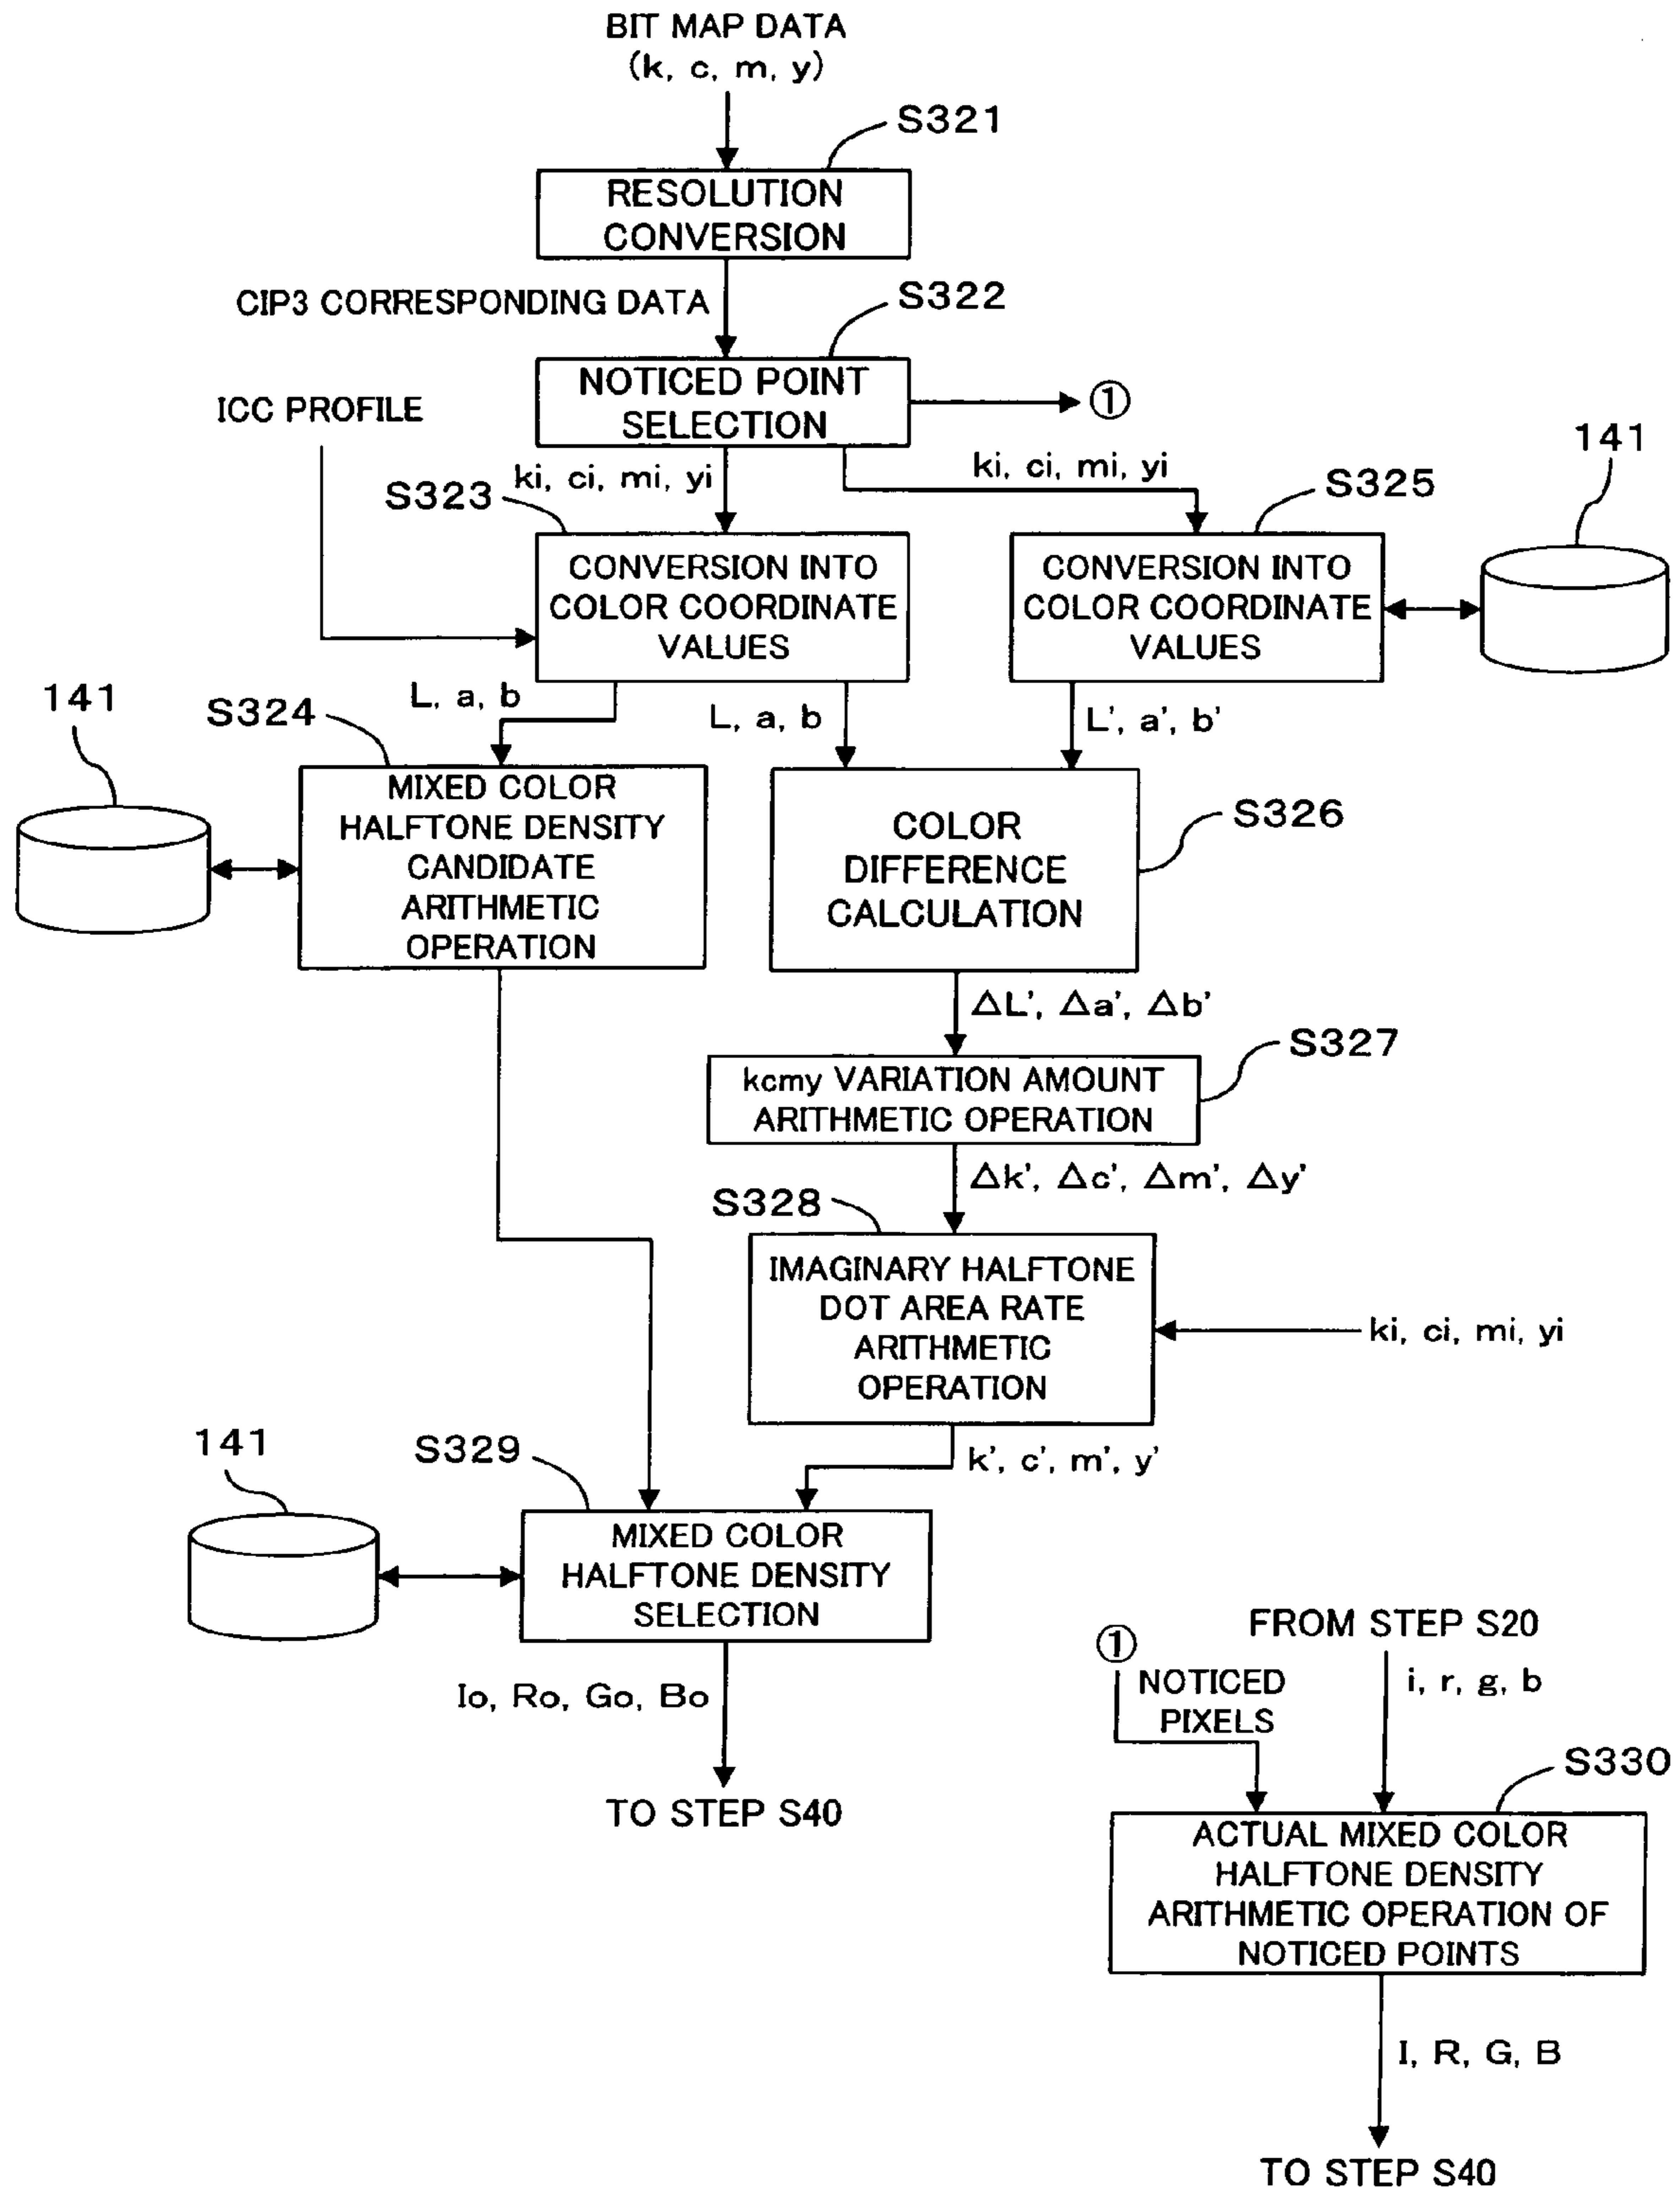 BIT MAP DATA
(k, c, m, y)
S321
RESOLUTION
CONVERSION
CIP3 CORRESPONDING DATA
S322
NOTICED POINT
SELECTION
①
ICC PROFILE
ki, ci, mi, yi
ki, ci, mi, yi
141
S323
S325
CONVERSION INTO
COLOR COORDINATE
VALUES
CONVERSION INTO
COLOR COORDINATE
VALUES
141
S324
L, a, b
L, a, b
L', a', b'
MIXED COLOR
HALFTONE DENSITY
CANDIDATE
ARITHMETIC
OPERATION
COLOR
DIFFERENCE
CALCULATION
S326
ΔL', Δa', Δb'
S327
kcmy VARIATION AMOUNT
ARITHMETIC OPERATION
Δk', Δc', Δm', Δy'
S328
IMAGINARY HALFTONE
DOT AREA RATE
ARITHMETIC
OPERATION
ki, ci, mi, yi
k', c', m', y'
141
S329
MIXED COLOR
HALFTONE DENSITY
SELECTION
Io, Ro, Go, Bo
TO STEP S40
①
NOTICED
PIXELS
FROM STEP S20
i, r, g, b
S330
ACTUAL MIXED COLOR
HALFTONE DENSITY
ARITHMETIC OPERATION OF
NOTICED POINTS
I, R, G, B
TO STEP S40